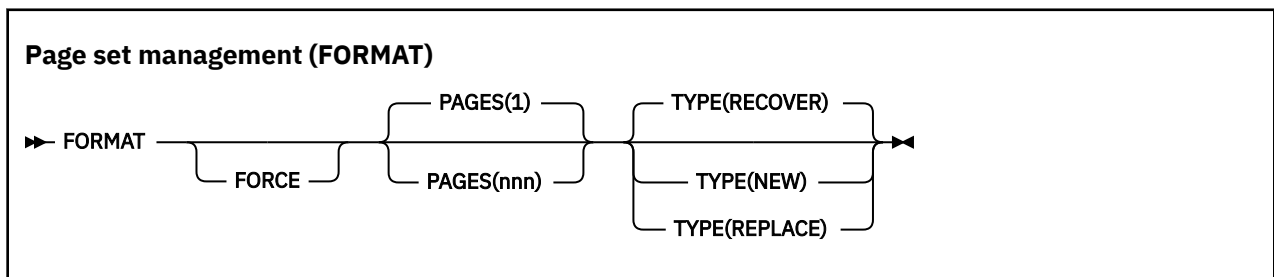 Page set management (FORMAT)
PAGES(1) TYPE(RECOVER)
FORMAT
FORCE PAGES(nnn) TYPE(NEW)
TYPE(REPLACE)